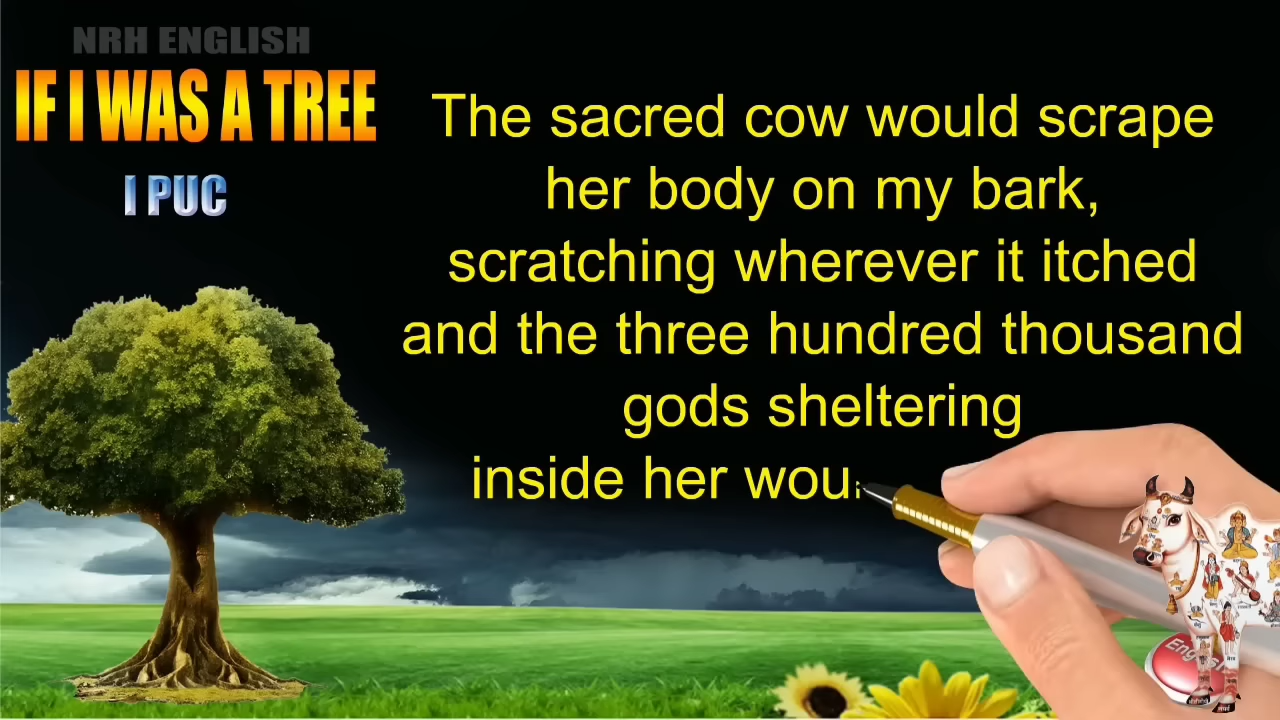 NRH ENGLISH
IF I WAS A TREE
I PUC
The sacred cow would scrape
her body on my bark,
scratching wherever it itched
and the three hundred thousand
gods sheltering
inside her wou